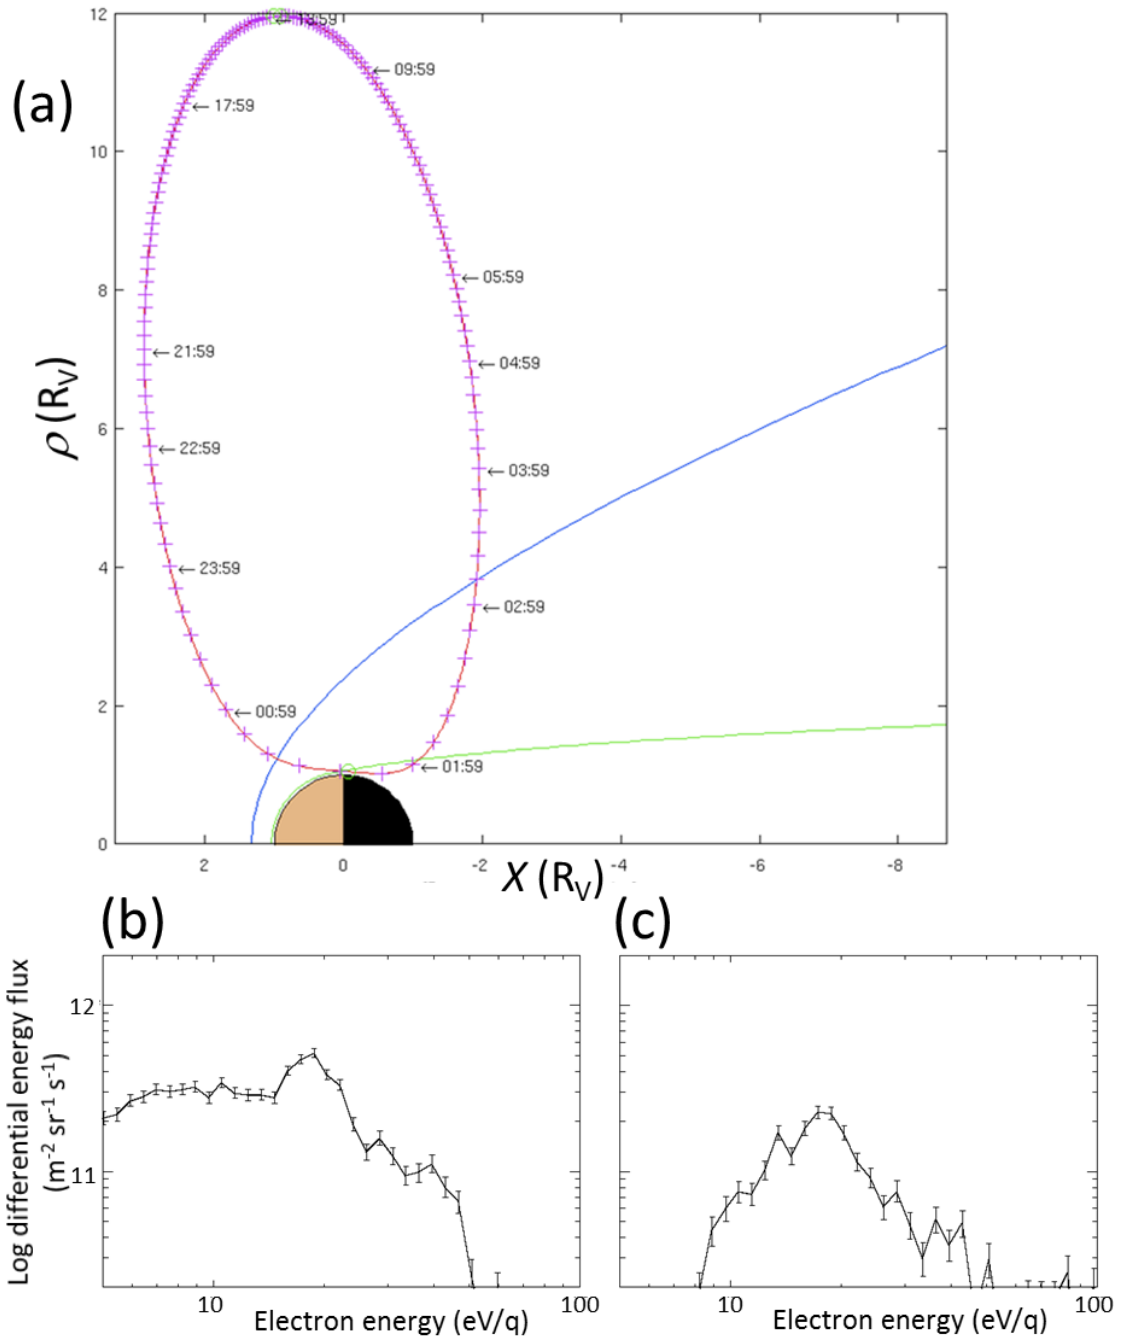 (a)
12
10
8
6
4
2
0
ρ (R_V)
09:59
17:59
05:59
21:59
04:59
22:59
03:59
23:59
02:59
00:59
01:59
2 0 -2 -4 -6 -8
X (R_V)
(b) (c)
Log differential energy flux
(m⁻² sr⁻¹ s⁻¹)
12
11
10 100
Electron energy (eV/q)
10 100
Electron energy (eV/q)